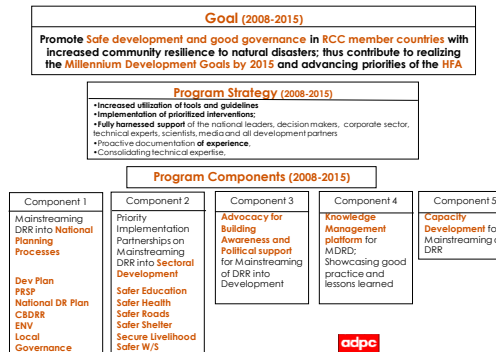 Goal (2008-2015)
Promote Safe development and good governance in RCC member countries with
increased community resilience to natural disasters; thus contribute to realizing
the Millennium Development Goals by 2015 and advancing priorities of the HFA
Program Strategy (2008-2015)
•Increased utilization of tools and guidelines
•Implementation of prioritized interventions;
•Fully harnessed support of the national leaders, decision makers, corporate sector,
technical experts, scientists, media and all development partners
•Proactive documentation of experience,
•Consolidating technical expertise,
Program Components (2008-2015)
Component 1
Mainstreaming
DRR into National
Planning
Processes
Dev Plan
PRSP
National DR Plan
CBDRR
ENV
Local
Governance
Component 2
Priority
Implementation
Partnerships on
Mainstreaming
DRR into Sectoral
Development
Safer Education
Safer Health
Safer Roads
Safer Shelter
Secure Livelihood
Safer W/S
Component 3
Advocacy for
Building
Awareness and
Political support
for Mainstreaming
of DRR into
Development
Component 4
Knowledge
Management
platform for
MDRD;
Showcasing good
practice and
lessons learned
Component 5
Capacity
Development for
Mainstreaming
DRR
adpc